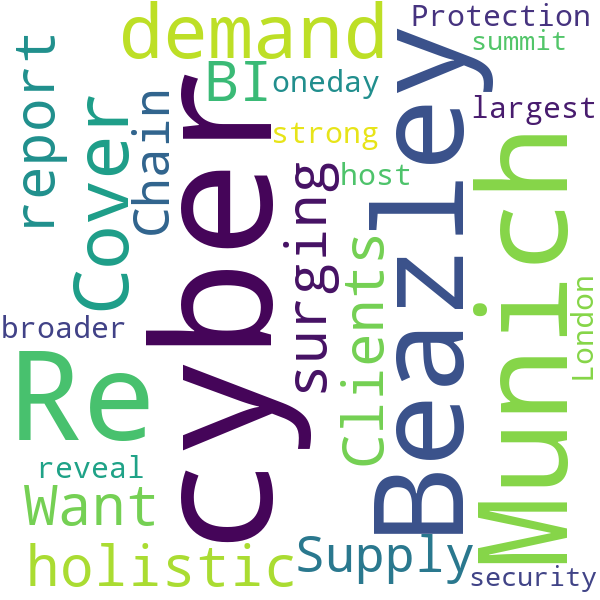 demand
Protection
summit
report
BI
oneday
largest
Chain
Cover
strong
cyber
Beazley
surging
host
Munich
Clients
London
broader
Re
reveal
Want
holistic
Supply
security